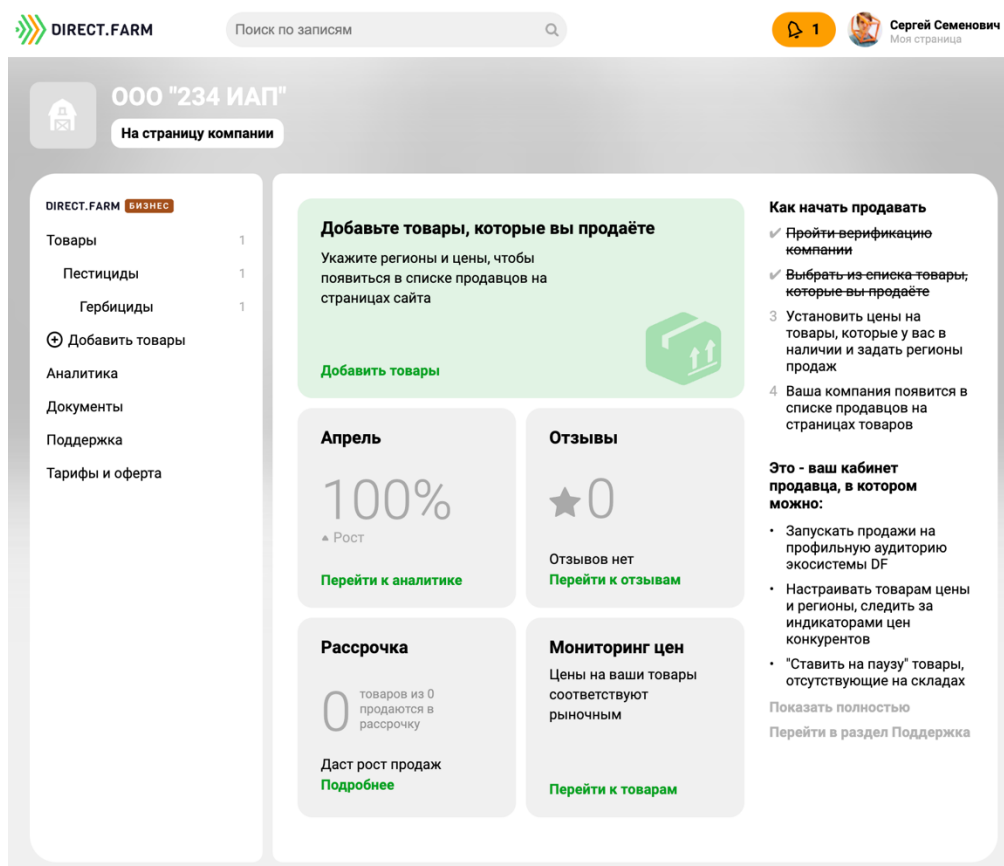 DIRECT.FARM
Поиск по записям
1
Сергей Семенович
Моя страница
ООО "234 ИАП"
На страницу компании
DIRECT.FARM БИЗНЕС
Товары 1
Пестициды 1
Гербициды 1
Добавить товары
Аналитика
Документы
Поддержка
Тарифы и оферта
Добавьте товары, которые вы продаёте
Укажите регионы и цены, чтобы
появиться в списке продавцов на
страницах сайта
Добавить товары
Апрель
100%
Рост
Перейти к аналитике
Отзывы
0
Отзывов нет
Перейти к отзывам
Рассрочка
0
товаров из 0
продаются в
рассрочку
Даст рост продаж
Подробнее
Мониторинг цен
Цены на ваши товары
соответствуют
рыночным
Перейти к товарам
Как начать продавать
Пройти верификацию
компании
Выбрать из списка товары,
которые вы продаёте
3 Установить цены на
товары, которые у вас в
наличии и задать регионы
продаж
4 Ваша компания появится в
списке продавцов на
страницах товаров
Это - ваш кабинет
продавца, в котором
можно:
• Запускать продажи на
профильную аудиторию
экосистемы DF
• Настраивать товарам цены
и регионы, следить за
индикаторами цен
конкурентов
• "Ставить на паузу" товары,
отсутствующие на складах
Показать полностью
Перейти в раздел Поддержка